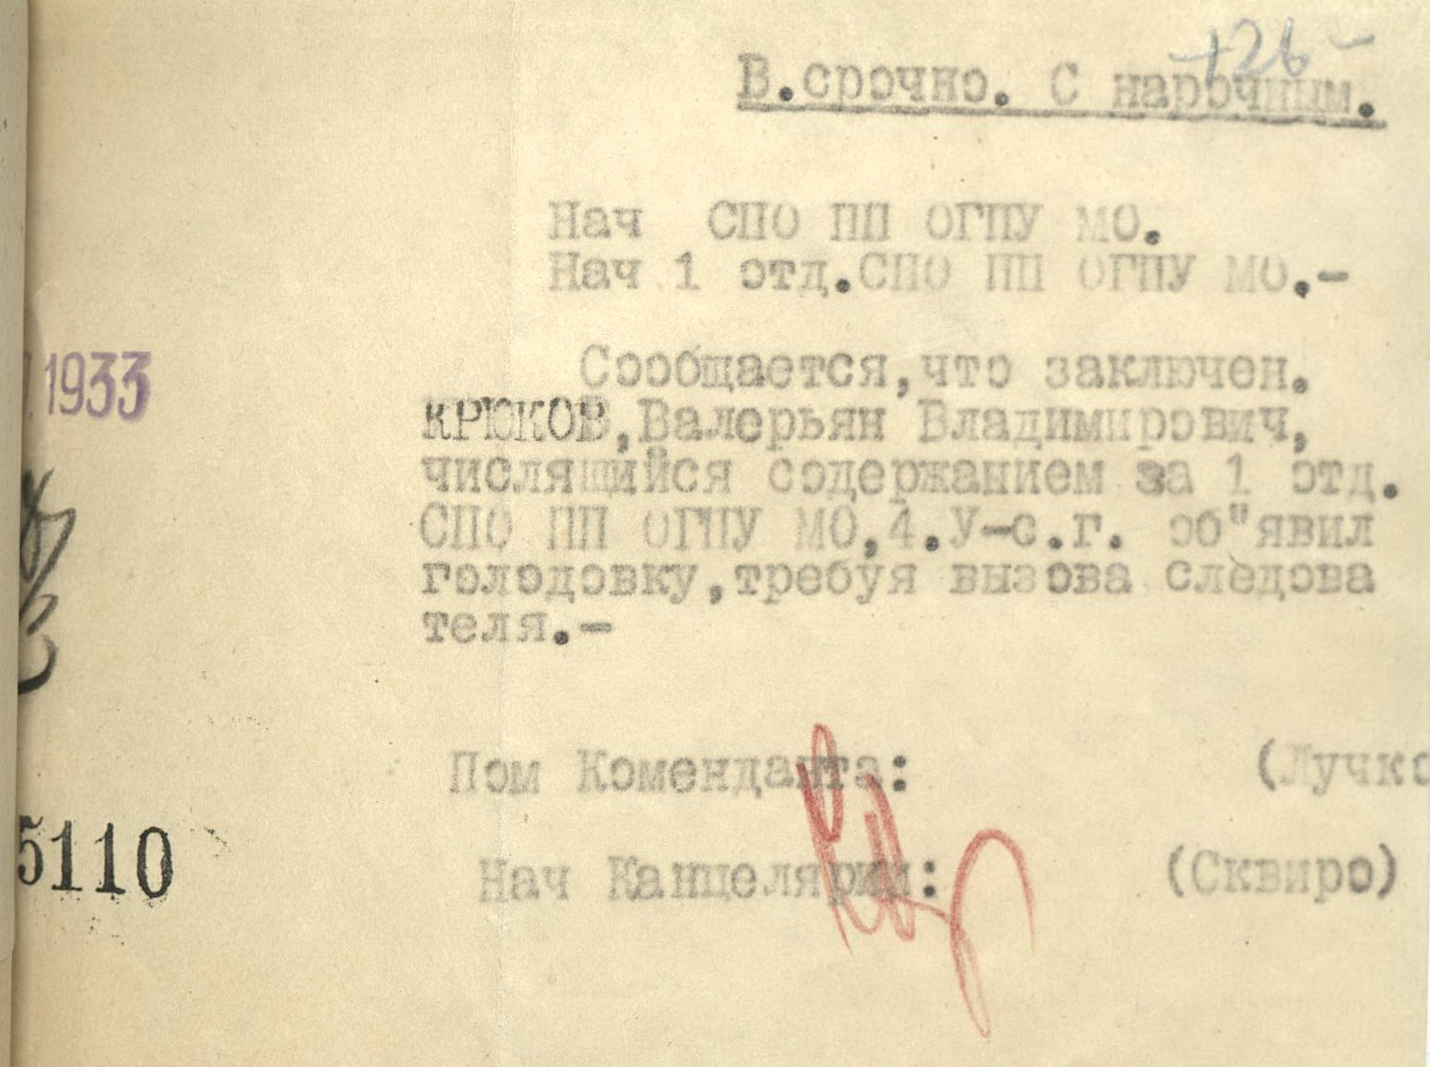 126-
В.срочно. С нарочным.
Нач СПО ПП ОГПУ МО.
Нач 1 отд.СПО ПП ОГПУ МО.-
1933
Сообщается,что заключен.
КРЮКОВ,Валерьян Владимирович,
числящийся содержанием за 1 отд.
СПО ПП ОГПУ МО,4.У-с.г. об"явил
голодовку,требуя вызова следова
теля.-
Пом Коменданта: (Лучко
5110
Нач Канцелярии: (Сквиро)